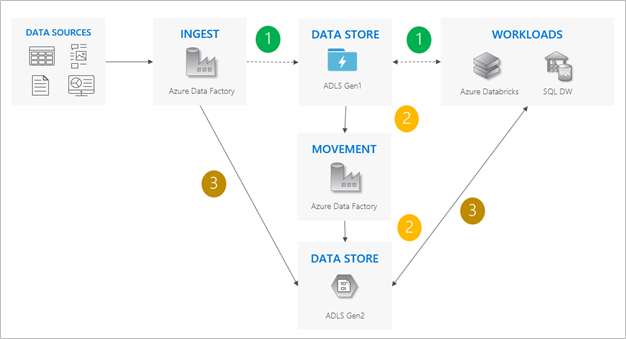 DATA SOURCES
INGEST
Azure Data Factory
1
DATA STORE
ADLS Gen1
1
WORKLOADS
Azure Databricks
SQL DW
SQL
2
MOVEMENT
Azure Data Factory
3
3
2
DATA STORE
ADLS Gen2